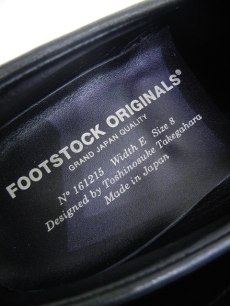 FOOTSTOCK ORIGINALS®
GRAND JAPAN QUALITY
Nº 161215 Width E Size 8
Designed by Toshinosuke Takegahara
Made in Japan